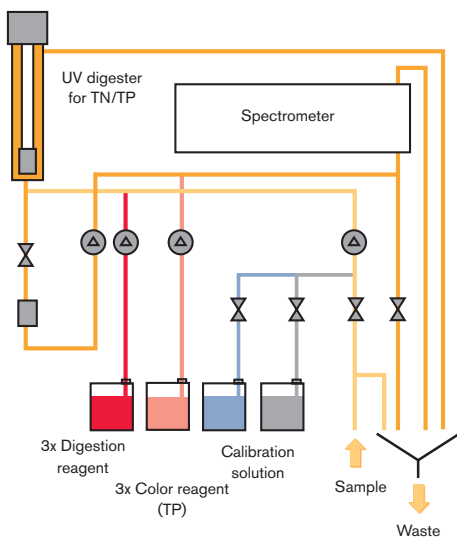 UV digester
for TN/TP
Spectrometer
3x Digestion
reagent
3x Color reagent
(TP)
Calibration
solution
Sample
Waste